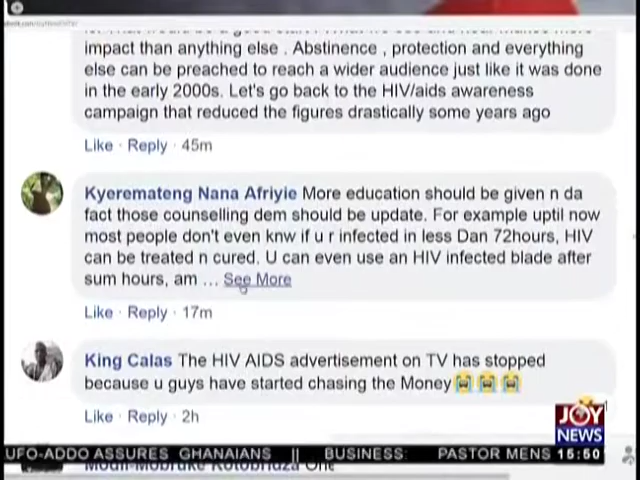 impact than anything else . Abstinence , protection and everything
else can be preached to reach a wider audience just like it was done
in the early 2000s. Let's go back to the HIV/aids awareness
campaign that reduced the figures drastically some years ago
Like · Reply · 45m
Kyeremateng Nana Afriyie More education should be given n da
fact those counselling dem should be update. For example uptil now
most people don't even knw if u r infected in less Dan 72hours, HIV
can be treated n cured. U can even use an HIV infected blade after
sum hours, am ... See More
Like · Reply · 17m
King Calas The HIV AIDS advertisement on TV has stopped
because u guys have started chasing the Money😭😭😭
Like · Reply · 2h
JOY
NEWS
UFO-ADDO ASSURES GHANAIANS || BUSINESS: PASTOR MENS 15:50